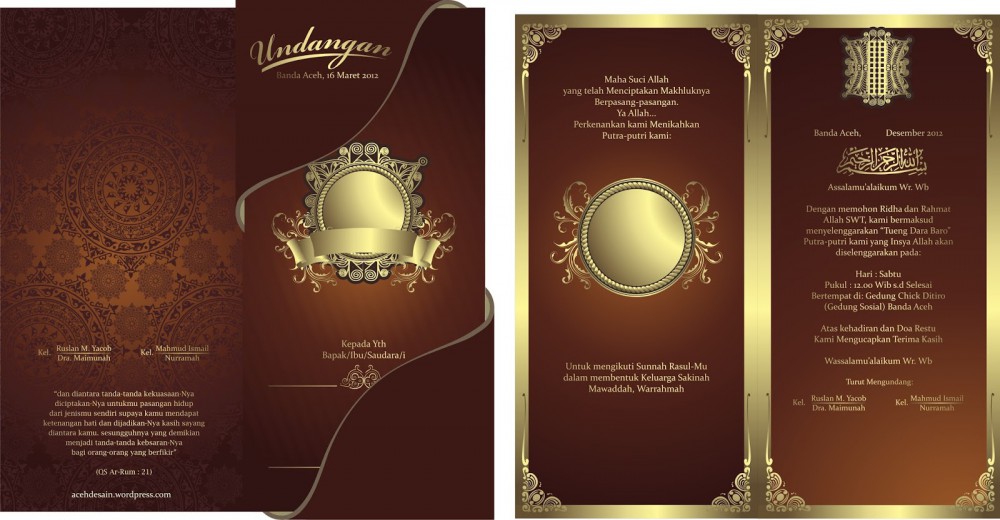 Undangan
Banda Aceh, 16 Maret 2012
Kepada Yth
Bapak/Ibu/Saudara/i
Kel. Ruslan M. Yacob
Dra. Maimunah
Kel. Mahmud Ismail
Nurramah
"dan diantara tanda-tanda kekuasaan-Nya
diciptakan-Nya untukmu pasangan hidup
dari jenismu sendiri supaya kamu mendapat
ketenangan hati dan dijadikan-Nya kasih sayang
diantara kamu, sesungguhnya yang demikian
menjadi tanda-tanda kebsaran-Nya
bagi orang-orang yang berfikir"
(QS Ar-Rum : 21)
acehdesain.wordpress.com
Maha Suci Allah
yang telah Menciptakan Makhluknya
Berpasang-pasangan.
Ya Allah...
Perkenankan kami Menikahkan
Putra-putri kami:
Untuk mengikuti Sunnah Rasul-Mu
dalam membentuk Keluarga Sakinah
Mawaddah, Warrahmah
Banda Aceh, Desember 2012
بسم الله الرحمن الرحيم
Assalamu'alaikum Wr. Wb
Dengan memohon Ridha dan Rahmat
Allah SWT, kami bermaksud
menyelenggarakan "Tueng Dara Baro"
Putra-putri kami yang Insya Allah akan
diselenggarakan pada:
Hari : Sabtu
Pukul : 12.00 Wib s.d Selesai
Bertempat di: Gedung Chick Ditiro
(Gedung Sosial) Banda Aceh
Atas kehadiran dan Doa Restu
Kami Mengucapkan Terima Kasih
Wassalamu'alaikum Wr. Wb
Turut Mengundang:
Kel. Ruslan M. Yacob
Dra. Maimunah
Kel. Mahmud Ismail
Nurramah